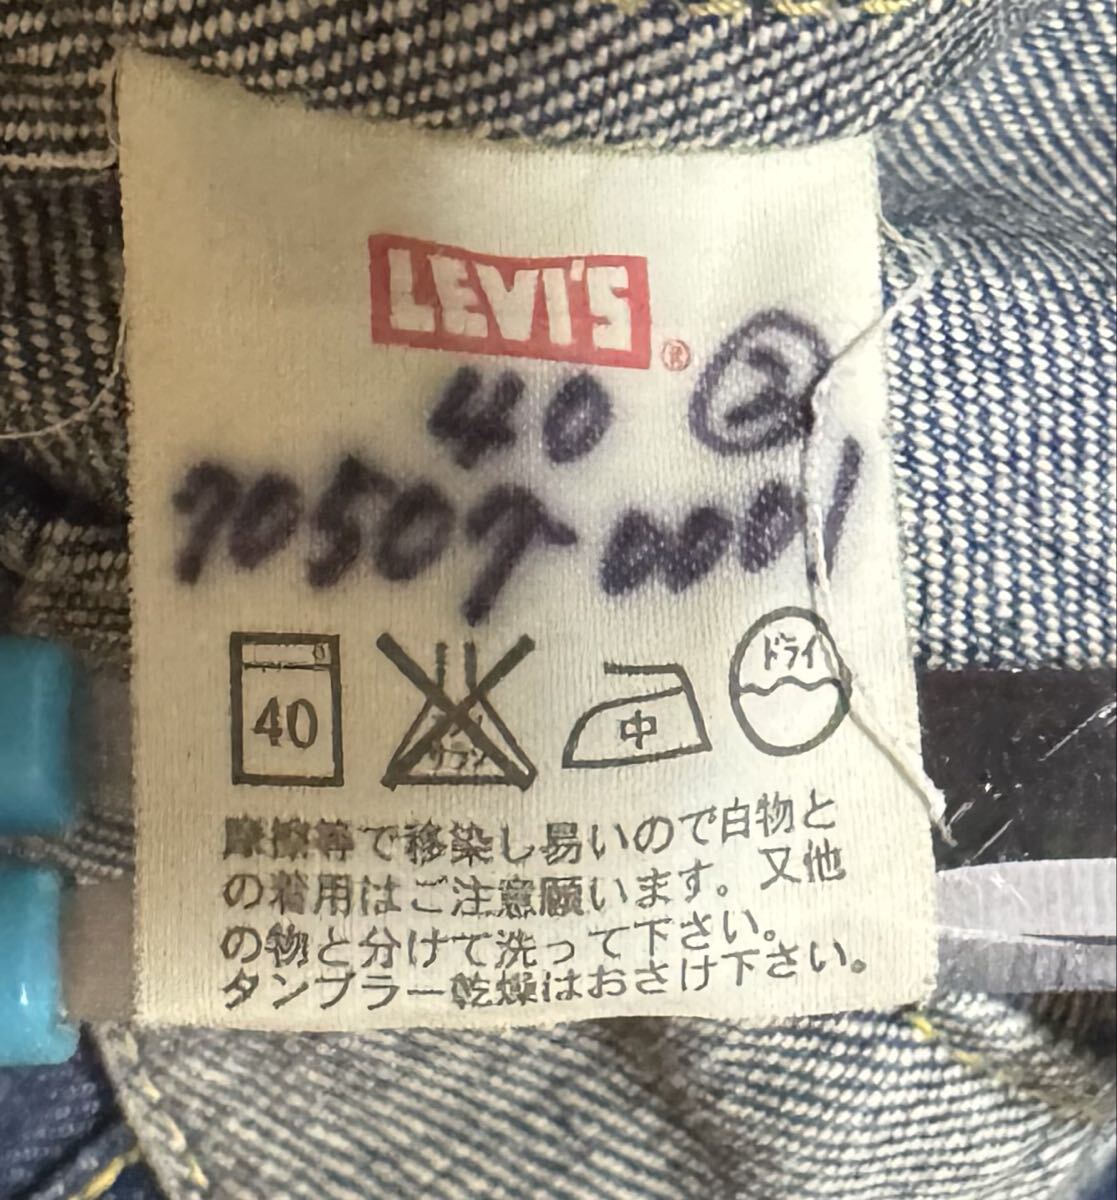 LEVI'S ®
40 ②
70507 0001
40 中 ドライ
摩擦等で移染し易いので白物と
の着用はご注意願います。又他
の物と分けて洗って下さい。
タンブラー乾燥はおさけ下さい。